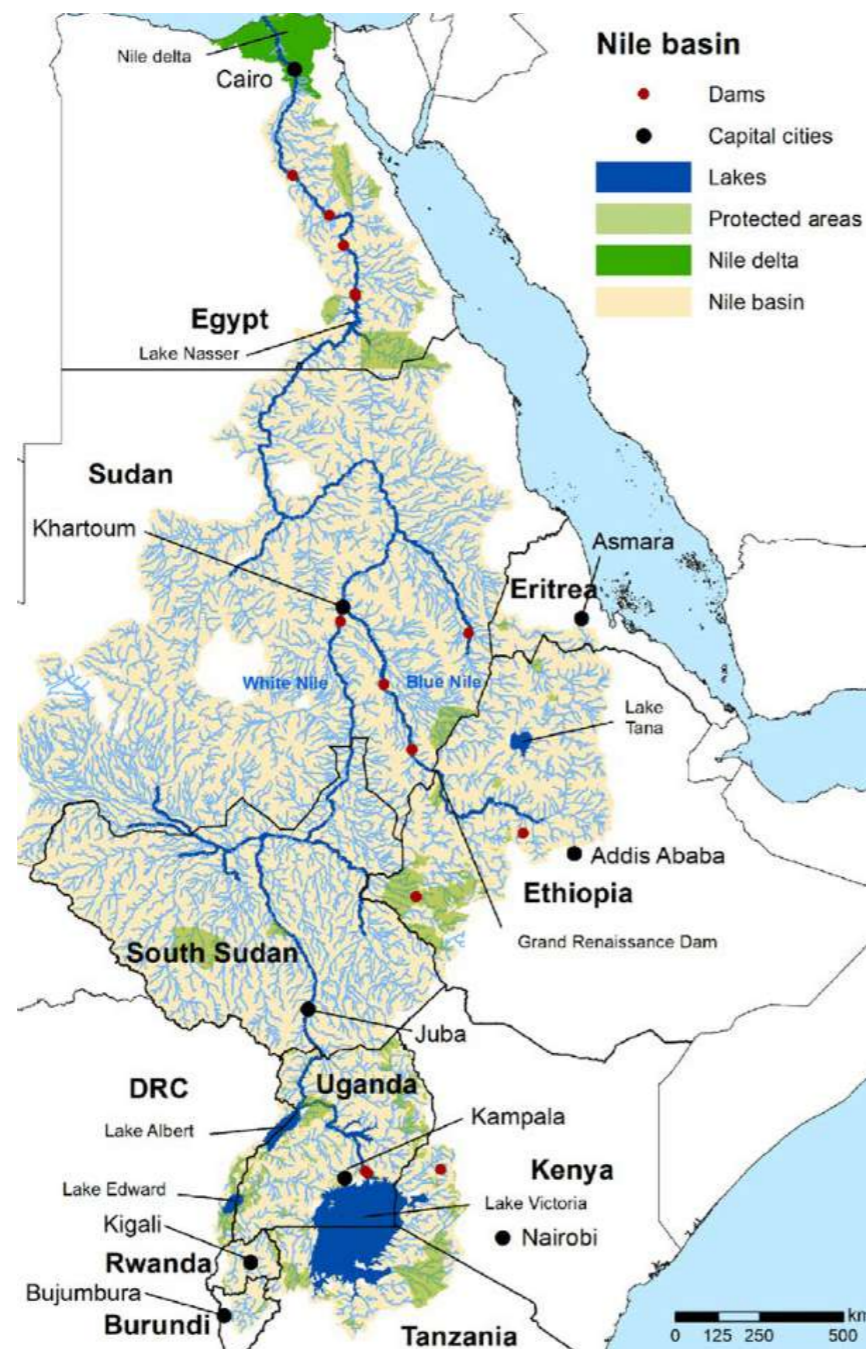 Nile delta
Cairo
Nile basin
Dams
Capital cities
Lakes
Protected areas
Nile delta
Nile basin
Egypt
Lake Nasser
Sudan
Khartoum
Asmara
Eritrea
White Nile
Blue Nile
Lake
Tana
Addis Ababa
Ethiopia
Grand Renaissance Dam
South Sudan
Juba
DRC
Uganda
Lake Albert
Kampala
Kenya
Lake Edward
Lake Victoria
Kigali
Nairobi
Rwanda
Bujumbura
Burundi
Tanzania
km
0 125 250 500